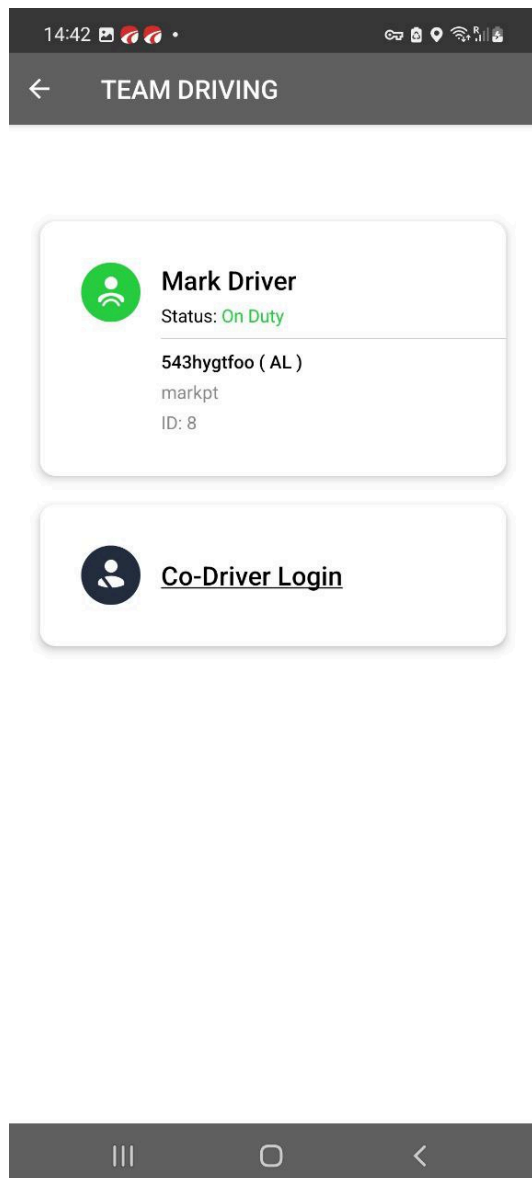 14:42
TEAM DRIVING
Mark Driver
Status: On Duty
543hygtfoo ( AL )
markpt
ID: 8
Co-Driver Login